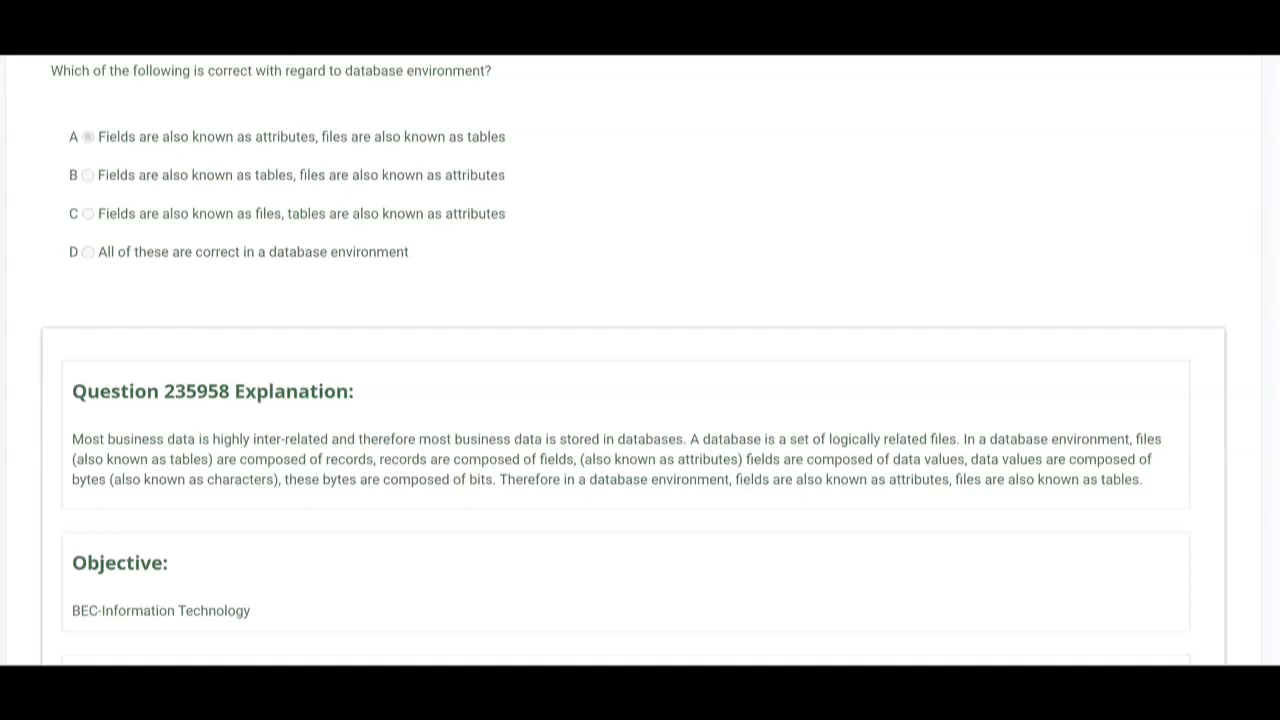 Which of the following is correct with regard to database environment?
A Fields are also known as attributes, files are also known as tables
B Fields are also known as tables, files are also known as attributes
C Fields are also known as files, tables are also known as attributes
D All of these are correct in a database environment
Question 235958 Explanation:
Most business data is highly inter-related and therefore most business data is stored in databases. A database is a set of logically related files. In a database environment, files
(also known as tables) are composed of records, records are composed of fields, (also known as attributes) fields are composed of data values, data values are composed of
bytes (also known as characters), these bytes are composed of bits. Therefore in a database environment, fields are also known as attributes, files are also known as tables.
Objective:
BEC-Information Technology